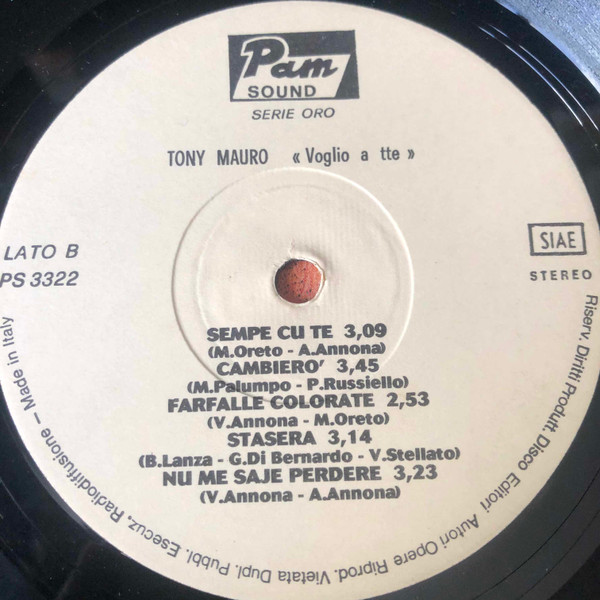 Pam
SOUND
SERIE ORO
TONY MAURO « Voglio a tte »
LATO B
PS 3322
SIAE
STEREO
SEMPE CU TE 3,09
(M.Oreto - A.Annona)
CAMBIERO' 3,45
(M.Palumpo - P.Russiello)
FARFALLE COLORATE 2,53
(V.Annona - M.Oreto)
STASERA 3,14
(B.Lanza - G.Di Bernardo - V.Stellato)
NU ME SAJE PERDERE 3,23
(V.Annona - A.Annona)
Riserv. Diritti Produtt. Disco Editori Autori Opere Riprod. Vietata Dupl. Pubbl. Esecuz, Radiodiffusione — Made in Italy